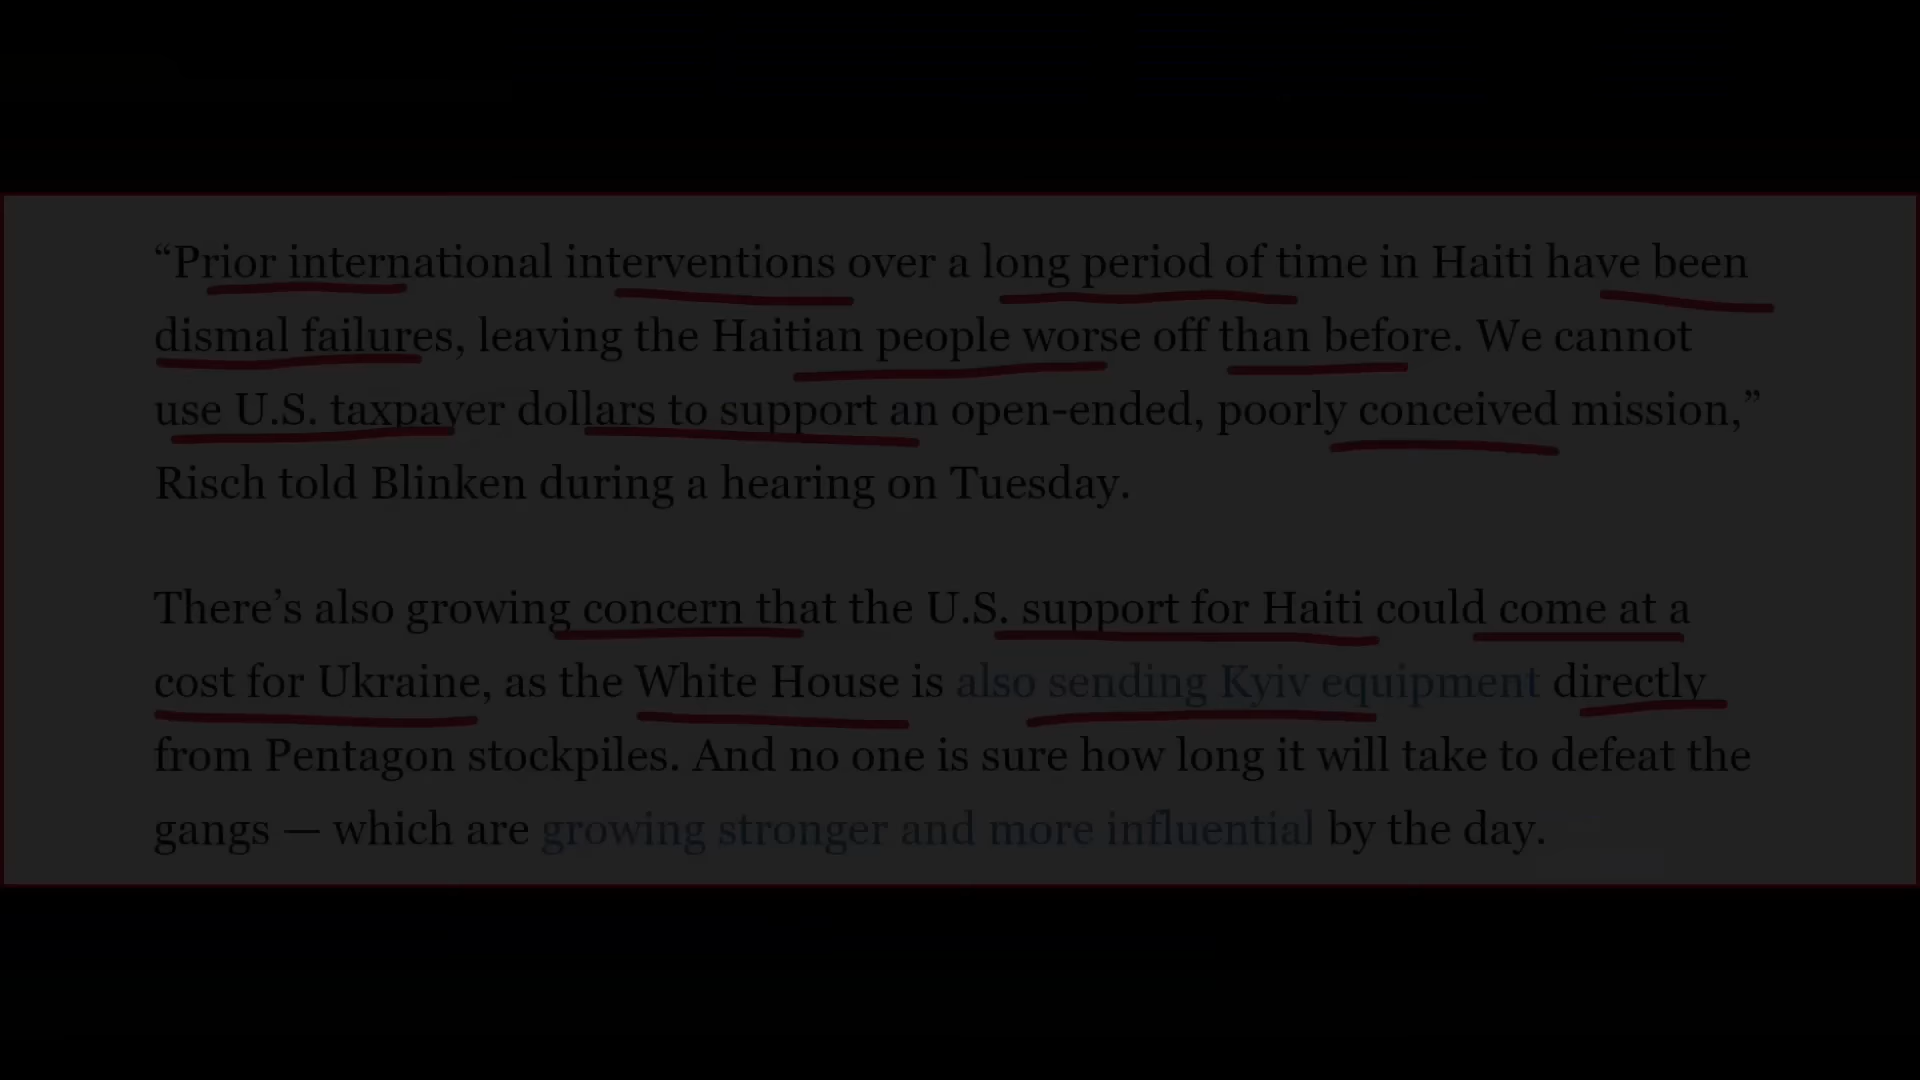 “Prior international interventions over a long period of time in Haiti have been
dismal failures, leaving the Haitian people worse off than before. We cannot
use U.S. taxpayer dollars to support an open-ended, poorly conceived mission,”
Risch told Blinken during a hearing on Tuesday.
There’s also growing concern that the U.S. support for Haiti could come at a
cost for Ukraine, as the White House is also sending Kyiv equipment directly
from Pentagon stockpiles. And no one is sure how long it will take to defeat the
gangs — which are growing stronger and more influential by the day.